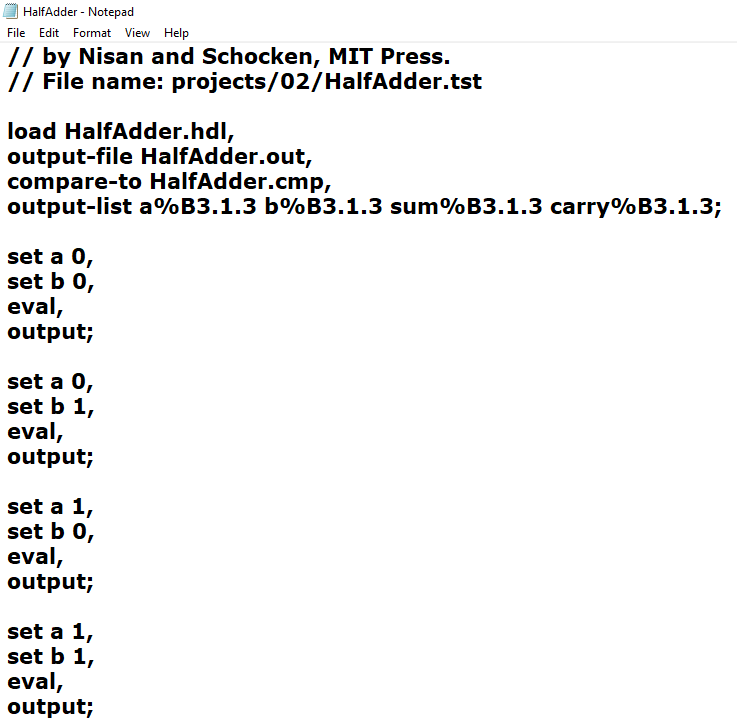 HalfAdder - Notepad
File Edit Format View Help
// by Nisan and Schocken, MIT Press.
// File name: projects/02/HalfAdder.tst
load HalfAdder.hdl,
output-file HalfAdder.out,
compare-to HalfAdder.cmp,
output-list a%B3.1.3 b%B3.1.3 sum%B3.1.3 carry%B3.1.3;
set a 0,
set b 0,
eval,
output;
set a 0,
set b 1,
eval,
output;
set a 1,
set b 0,
eval,
output;
set a 1,
set b 1,
eval,
output;